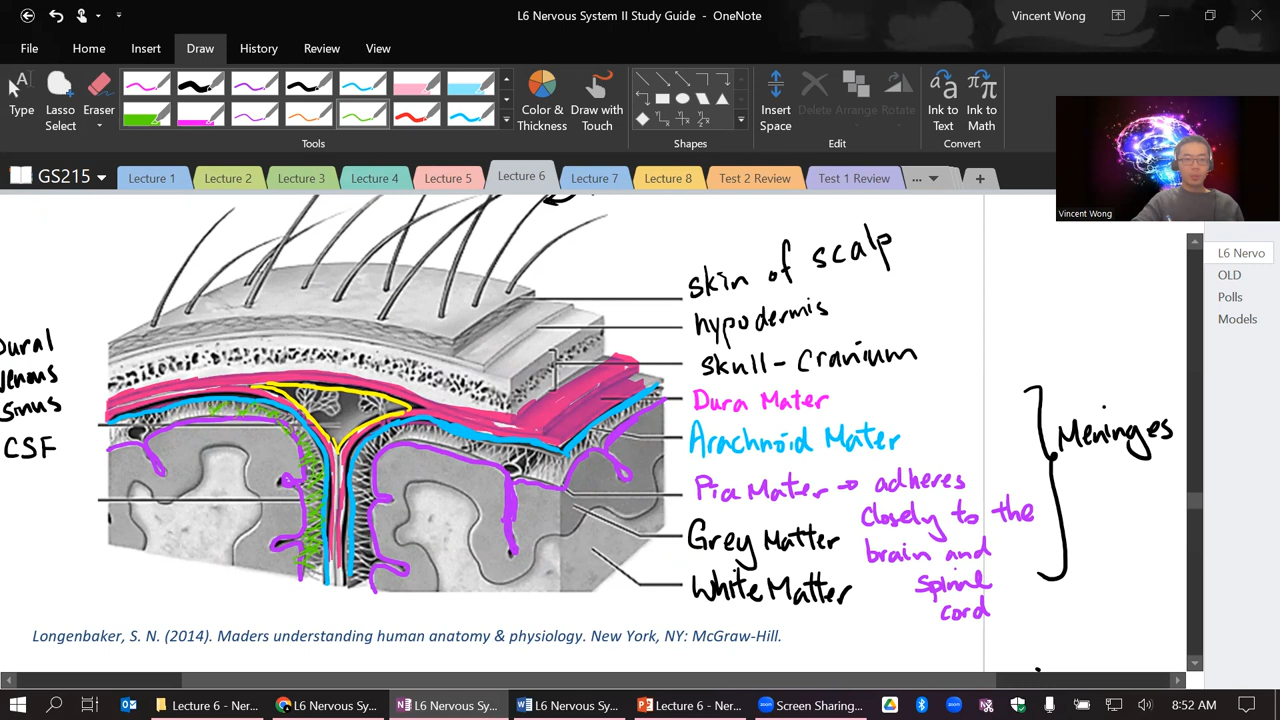 L6 Nervous System II Study Guide - OneNote
Vincent Wong
File Home Insert Draw History Review View
Type
Lasso Select
Eraser
Color & Thickness
Draw with Touch
Insert Space
Delete Arrange Rotate
Ink to Text
Ink to Math
Tools
Shapes
Edit
Convert
GS215
Lecture 1 Lecture 2 Lecture 3 Lecture 4 Lecture 5 Lecture 6 Lecture 7 Lecture 8 Test 2 Review Test 1 Review ... +
Vincent Wong
L6 Nervo
OLD
Polls
Models
skin of scalp
hypodermis
skull - cranium
Dura Mater
Arachnoid Mater
Pia Mater → adheres
closely to the
brain and
spinal
cord
Grey Matter
White Matter
Meninges
Dural
Venous
Sinus
CSF
Longenbaker, S. N. (2014). Maders understanding human anatomy & physiology. New York, NY: McGraw-Hill.
Lecture 6 - Ner...
GS215 Nervous Sy...
L6 Nervous Sy...
L6 Nervous Sy...
Lecture 6 - Ner...
Screen Sharing...
8:52 AM